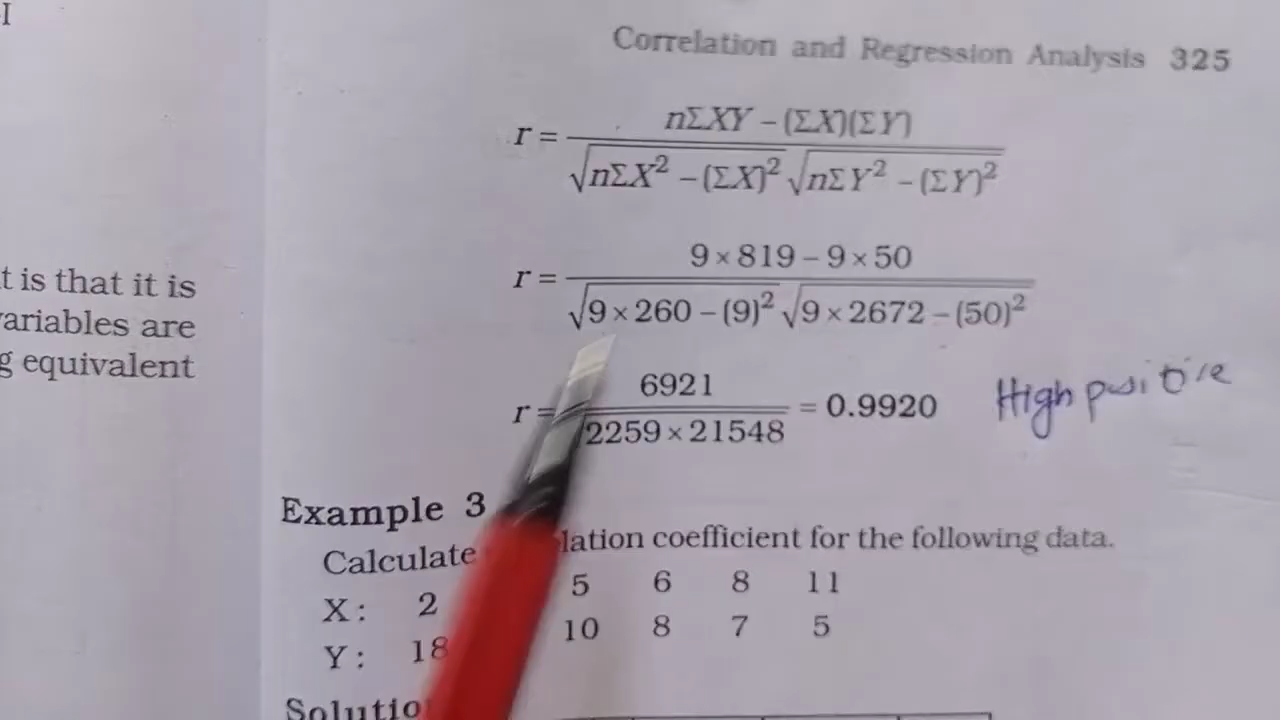 I
Correlation and Regression Analysis 325
r = nΣXY – (ΣX)(ΣY) / √nΣX² – (ΣX)² √nΣY² – (ΣY)²
r = 9 × 819 – 9 × 50 / √9 × 260 – (9)² √9 × 2672 – (50)²
t is that it is
variables are
g equivalent
r = 6921 / √2259 × 21548 = 0.9920 High positive
Example 3
Calculate lation coefficient for the following data.
X : 2 5 6 8 11
Y : 18 10 8 7 5
Solutio